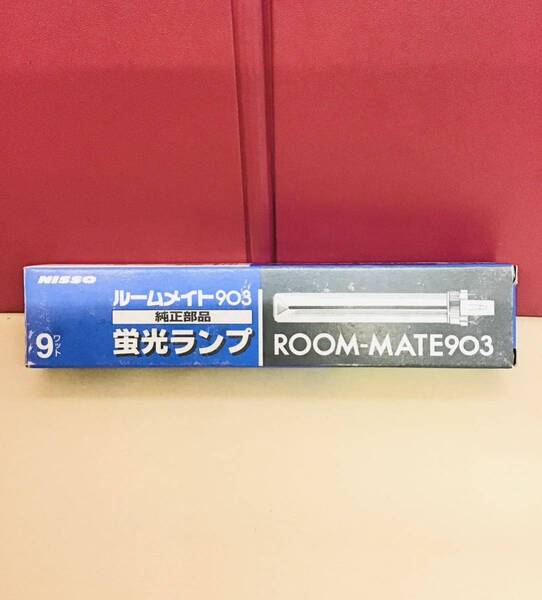 NISSO
ルームメイト903
純正部品
9ワット
蛍光ランプ
ROOM-MATE903